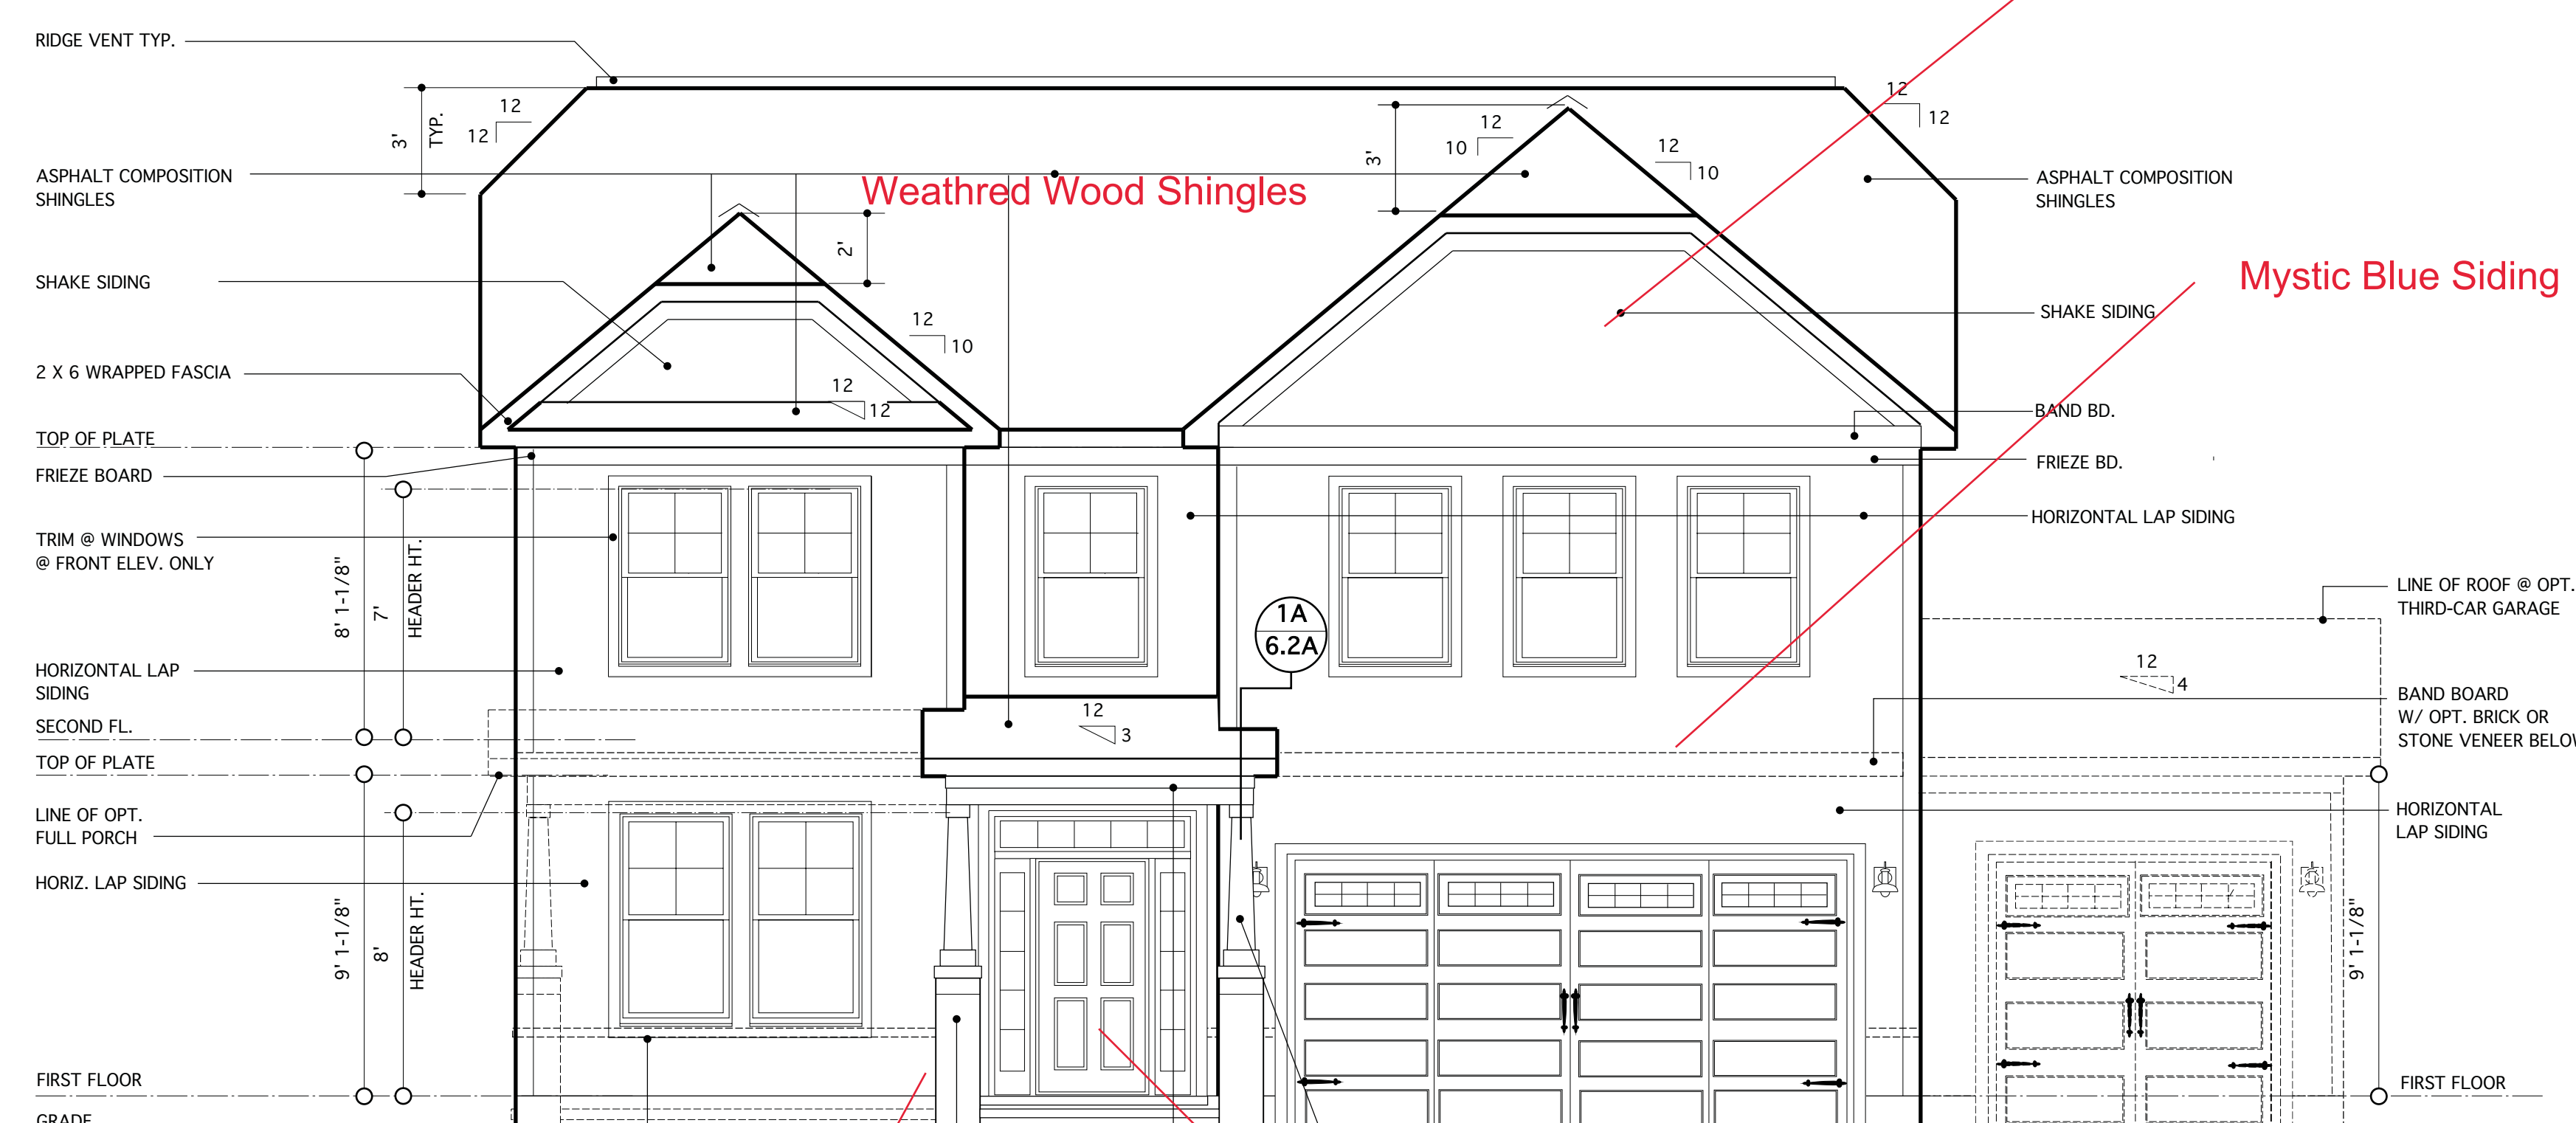 RIDGE VENT TYP.
12
12
3'
TYP.
12
10
3'
12
10
12
12
ASPHALT COMPOSITION
SHINGLES
Weathred Wood Shingles
ASPHALT COMPOSITION
SHINGLES
2'
Mystic Blue Siding
SHAKE SIDING
SHAKE SIDING
12
10
2 X 6 WRAPPED FASCIA
12
12
BAND BD.
TOP OF PLATE
FRIEZE BOARD
FRIEZE BD.
HORIZONTAL LAP SIDING
TRIM @ WINDOWS
@ FRONT ELEV. ONLY
8' 1-1/8"
7'
HEADER HT.
LINE OF ROOF @ OPT.
THIRD-CAR GARAGE
1A
6.2A
HORIZONTAL LAP
SIDING
12
4
BAND BOARD
W/ OPT. BRICK OR
STONE VENEER BELOW
SECOND FL.
12
3
TOP OF PLATE
LINE OF OPT.
FULL PORCH
HORIZONTAL
LAP SIDING
HORIZ. LAP SIDING
9' 1-1/8"
8'
HEADER HT.
9' 1-1/8"
FIRST FLOOR
FIRST FLOOR
GRADE